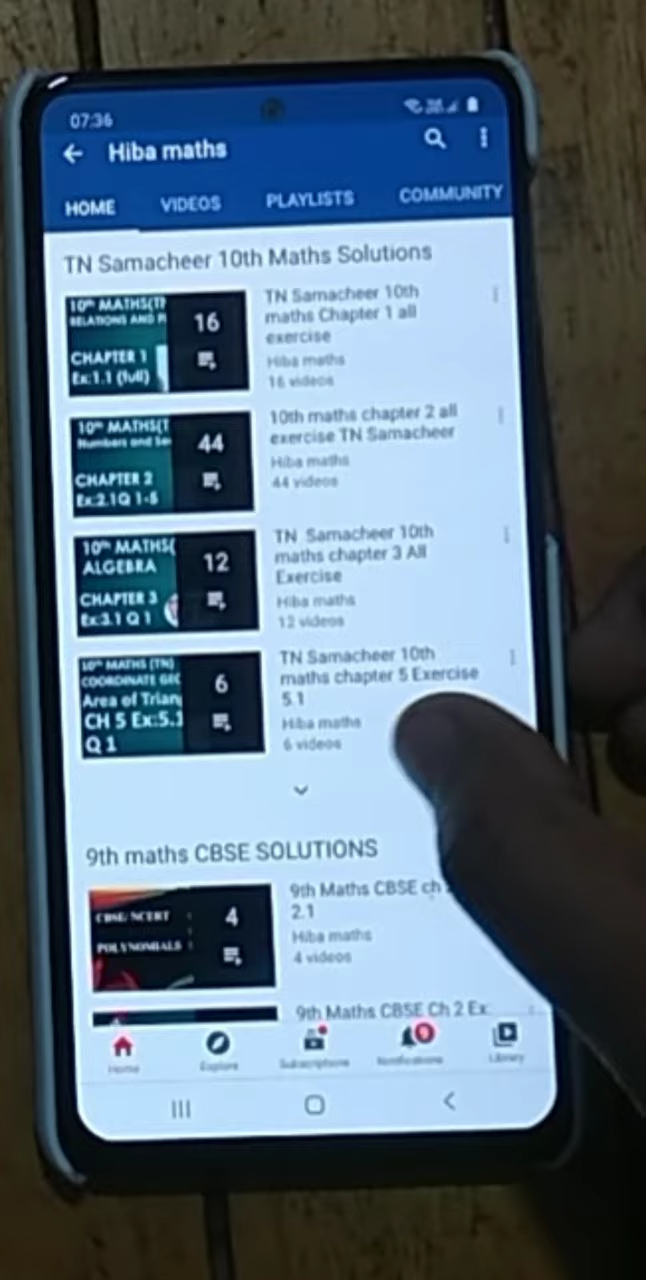 07:36
Hiba maths
HOME VIDEOS PLAYLISTS COMMUNITY
TN Samacheer 10th Maths Solutions
10th MATHS(TN
RELATIONS AND F
CHAPTER 1
Ex:1.1 (full)
16
TN Samacheer 10th
maths Chapter 1 all
exercise
Hiba maths
16 videos
10th MATHS(T
Numbers and Se
CHAPTER 2
Ex:2.1Q 1-5
44
10th maths chapter 2 all
exercise TN Samacheer
Hiba maths
44 videos
10th MATHS(
ALGEBRA
CHAPTER 3
Ex:3.1 Q 1
12
TN Samacheer 10th
maths chapter 3 All
Exercise
Hiba maths
12 videos
10th MATHS (TN)
COORDINATE GEO
Area of Trian
CH 5 Ex:5.1
Q 1
6
TN Samacheer 10th
maths chapter 5 Exercise
5.1
Hiba maths
6 videos
9th maths CBSE SOLUTIONS
CBSE/NCERT
POLYNOMIALS
4
9th Maths CBSE ch
2.1
Hiba maths
4 videos
9th Maths CBSE Ch 2 Ex
9
Home Explore Subscriptions Notifications Library